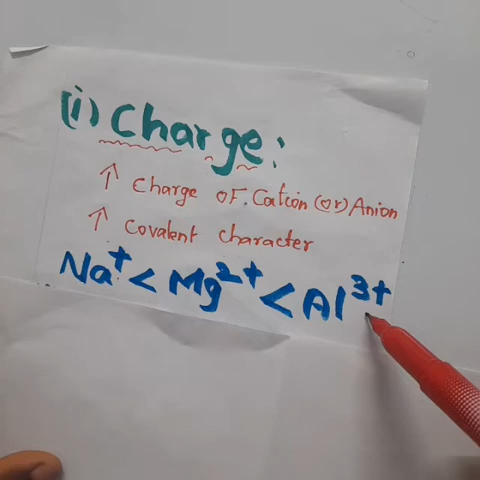 (i) Charge:
↑ Charge of. Cation (or) Anion
↑ Covalent character
Na⁺ < Mg²⁺ < Al³⁺